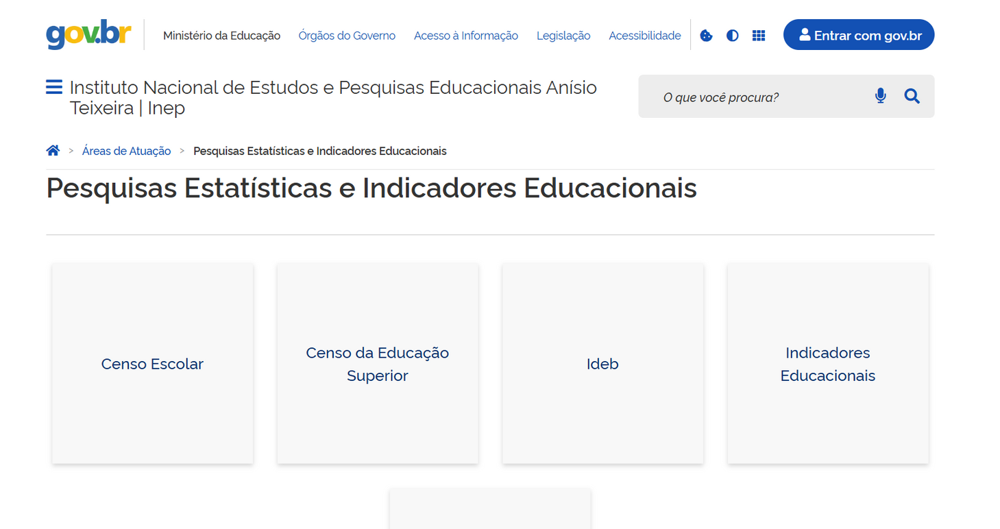 gov.br
Ministério da Educação Órgãos do Governo Acesso à Informação Legislação Acessibilidade Entrar com gov.br
Instituto Nacional de Estudos e Pesquisas Educacionais Anísio
Teixeira | Inep
O que você procura?
> Áreas de Atuação > Pesquisas Estatísticas e Indicadores Educacionais
Pesquisas Estatísticas e Indicadores Educacionais
Censo Escolar
Censo da Educação
Superior
Ideb
Indicadores
Educacionais